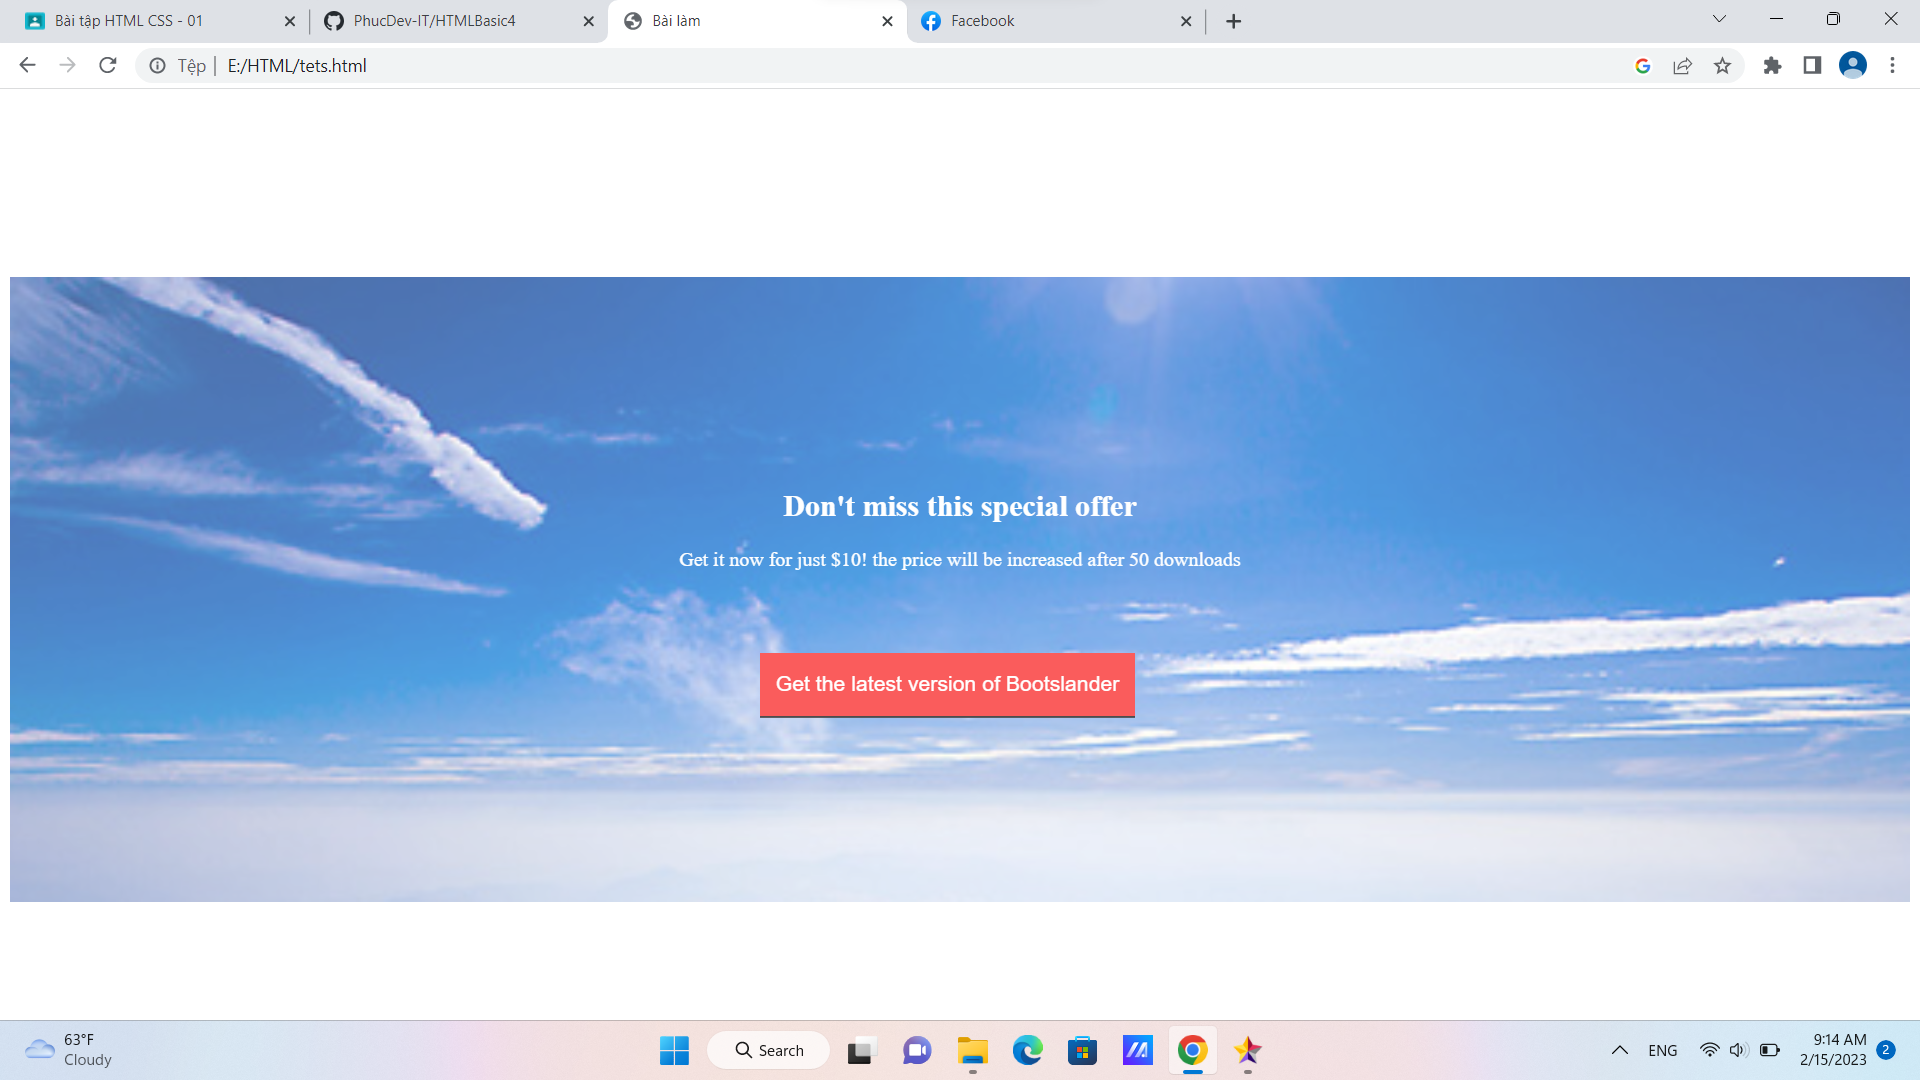 Bài tập HTML CSS - 01
PhucDev-IT/HTMLBasic4
Bài làm
Facebook
Tệp | E:/HTML/tets.html
Don't miss this special offer
Get it now for just $10! the price will be increased after 50 downloads
Get the latest version of Bootslander
63°F
Cloudy
Search
ENG
9:14 AM
2/15/2023
2